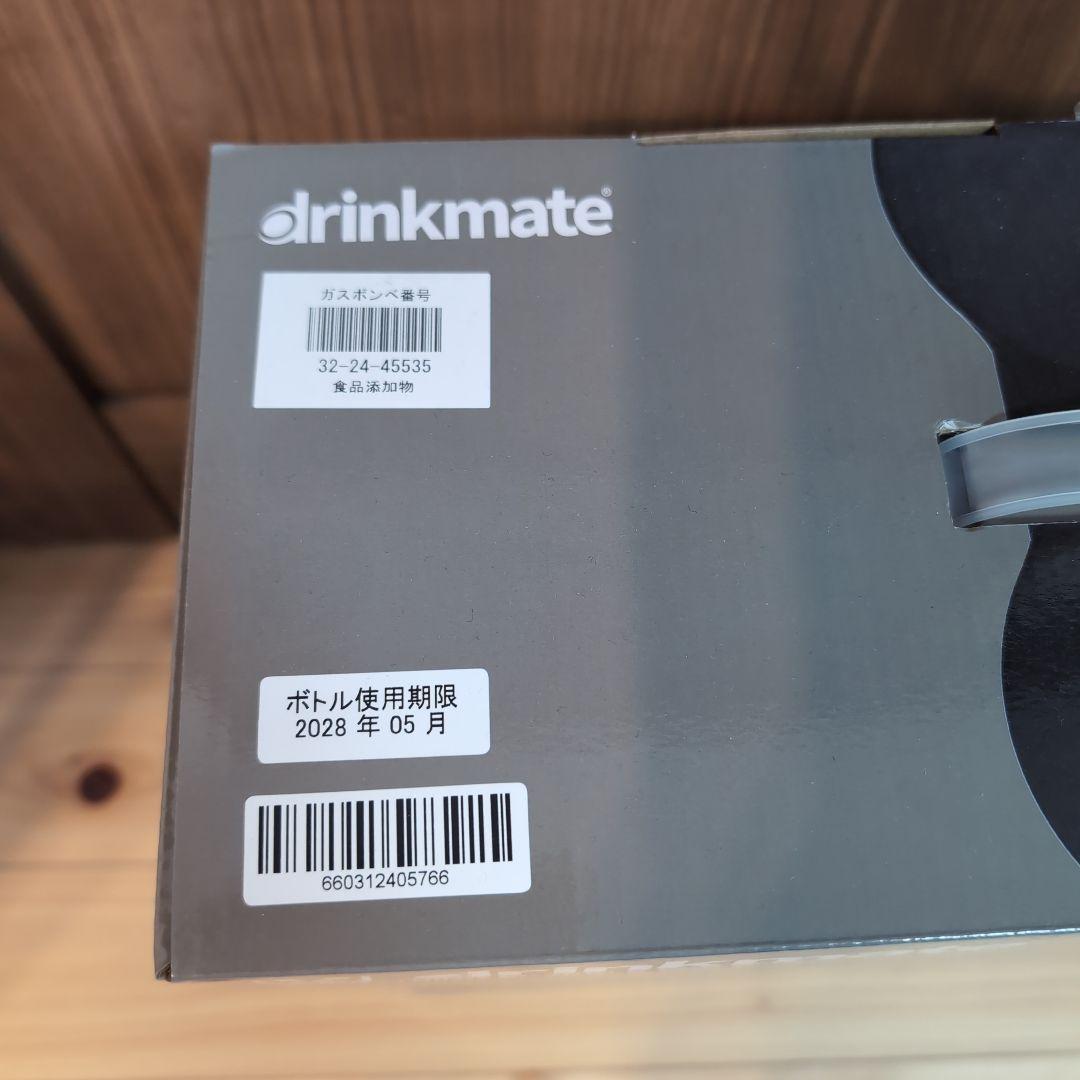 drinkmate®
ガスボンベ番号
32-24-45535
食品添加物
ボトル使用期限
2028 年 05 月
660312405766